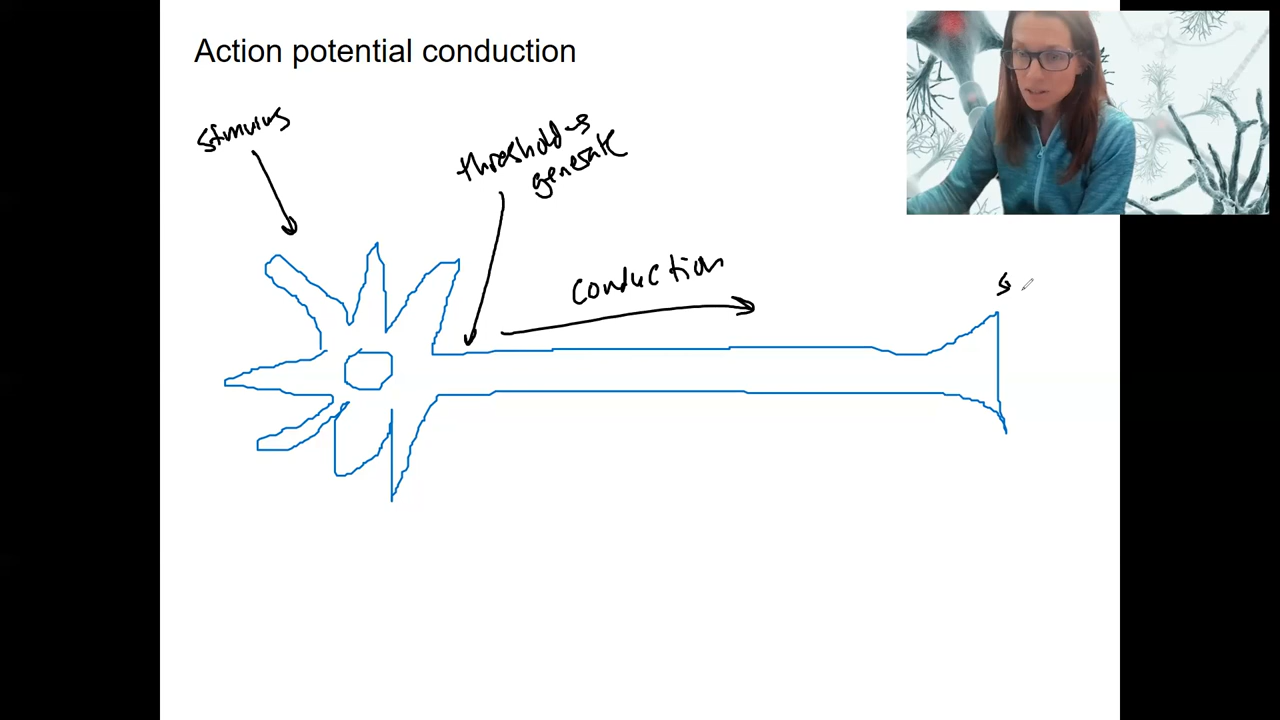 Action potential conduction
stimulus
threshold
generate
conduction
s